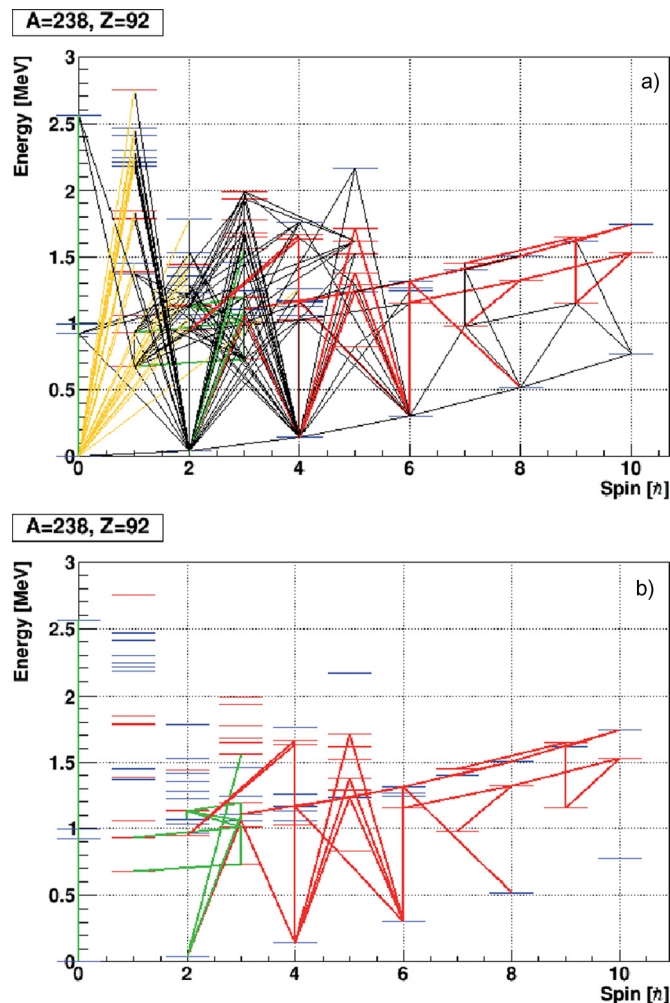 A=238, Z=92
Energy [MeV]
a)
3
2.5
2
1.5
1
0.5
0
0 2 4 6 8 10
Spin [ℏ]
A=238, Z=92
Energy [MeV]
b)
3
2.5
2
1.5
1
0.5
0
0 2 4 6 8 10
Spin [ℏ]